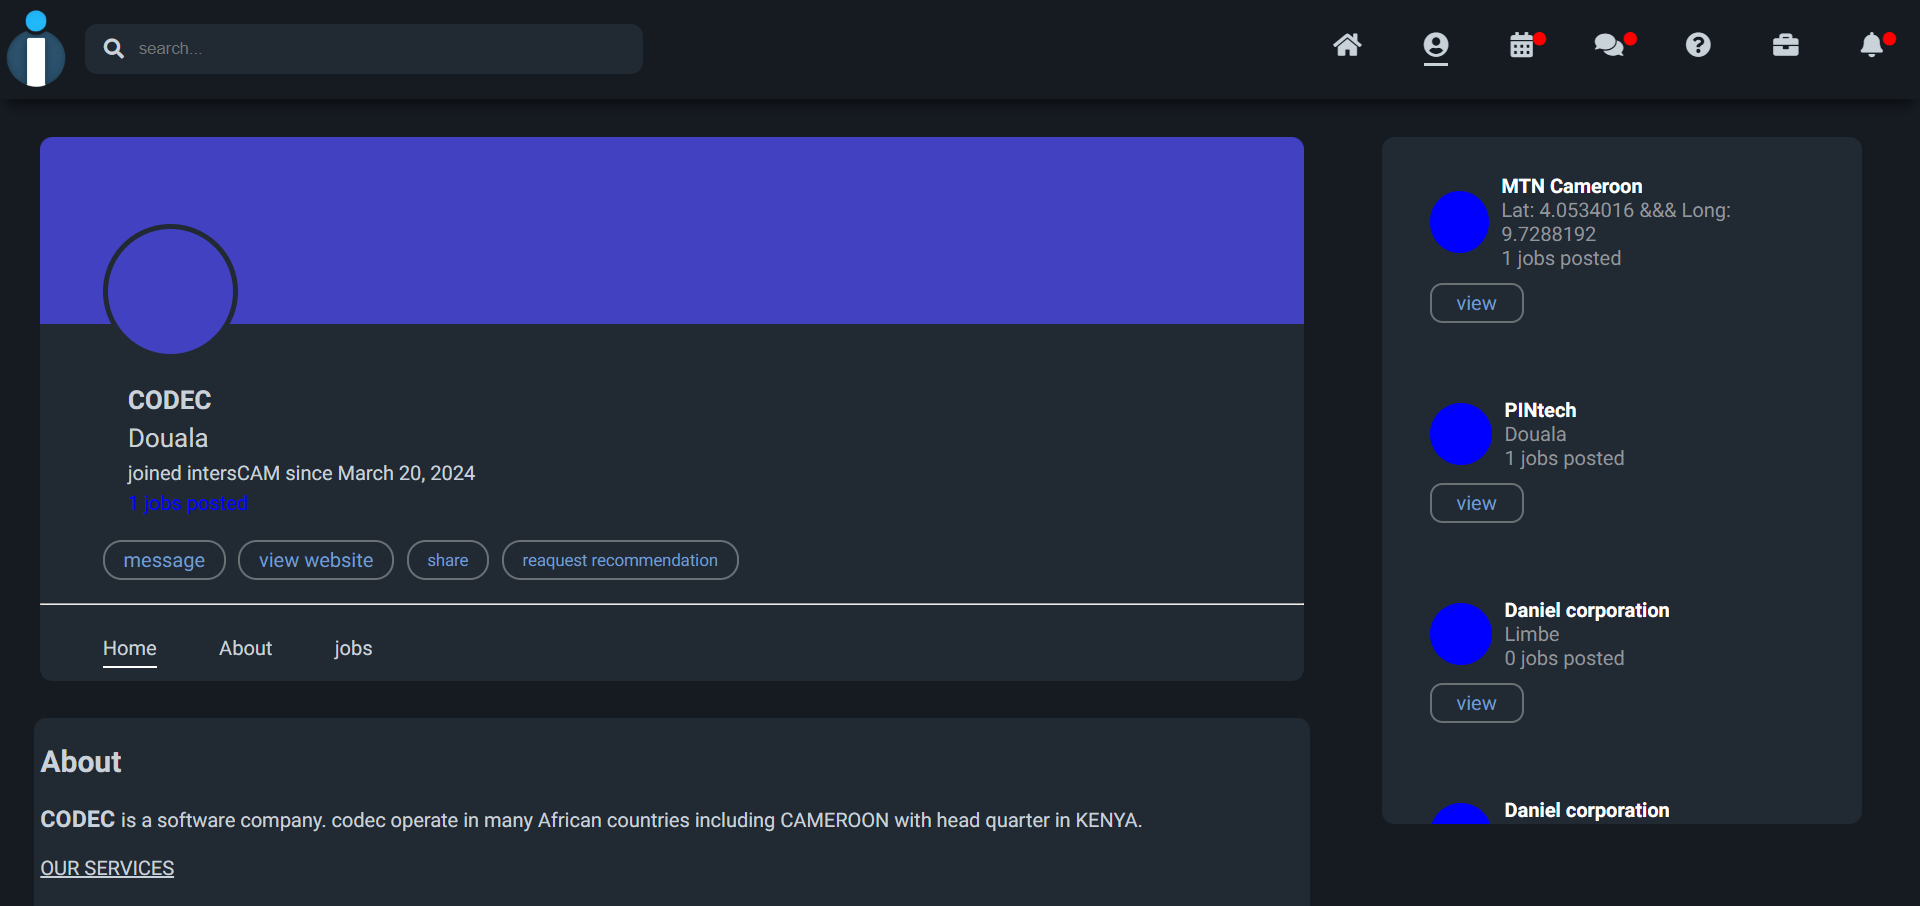 search...
CODEC
Douala
joined intersCAM since March 20, 2024
1 jobs posted
message
view website
share
reaquest recommendation
Home
About
jobs
About
CODEC is a software company. codec operate in many African countries including CAMEROON with head quarter in KENYA.
OUR SERVICES
MTN Cameroon
Lat: 4.0534016 &&& Long:
9.7288192
1 jobs posted
view
PINtech
Douala
1 jobs posted
view
Daniel corporation
Limbe
0 jobs posted
view
Daniel corporation